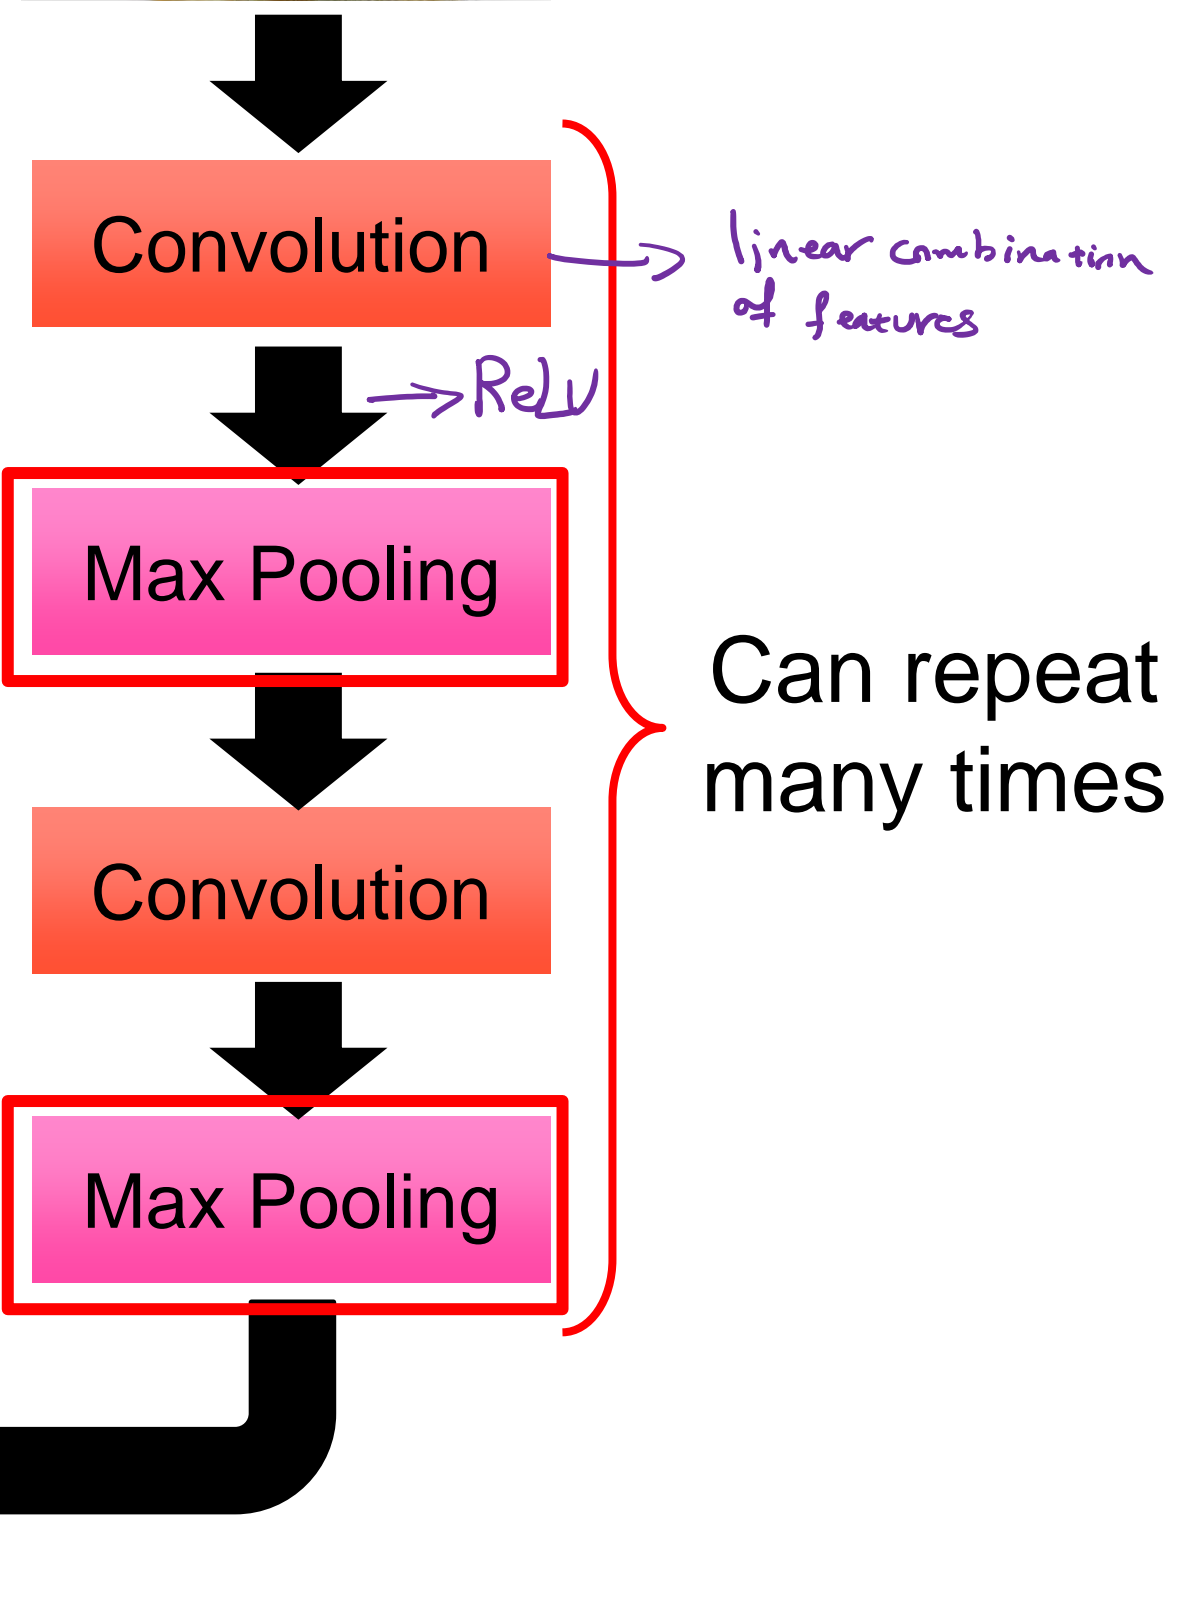 Convolution
linear combination
of features
ReLU
Max Pooling
Can repeat
many times
Convolution
Max Pooling